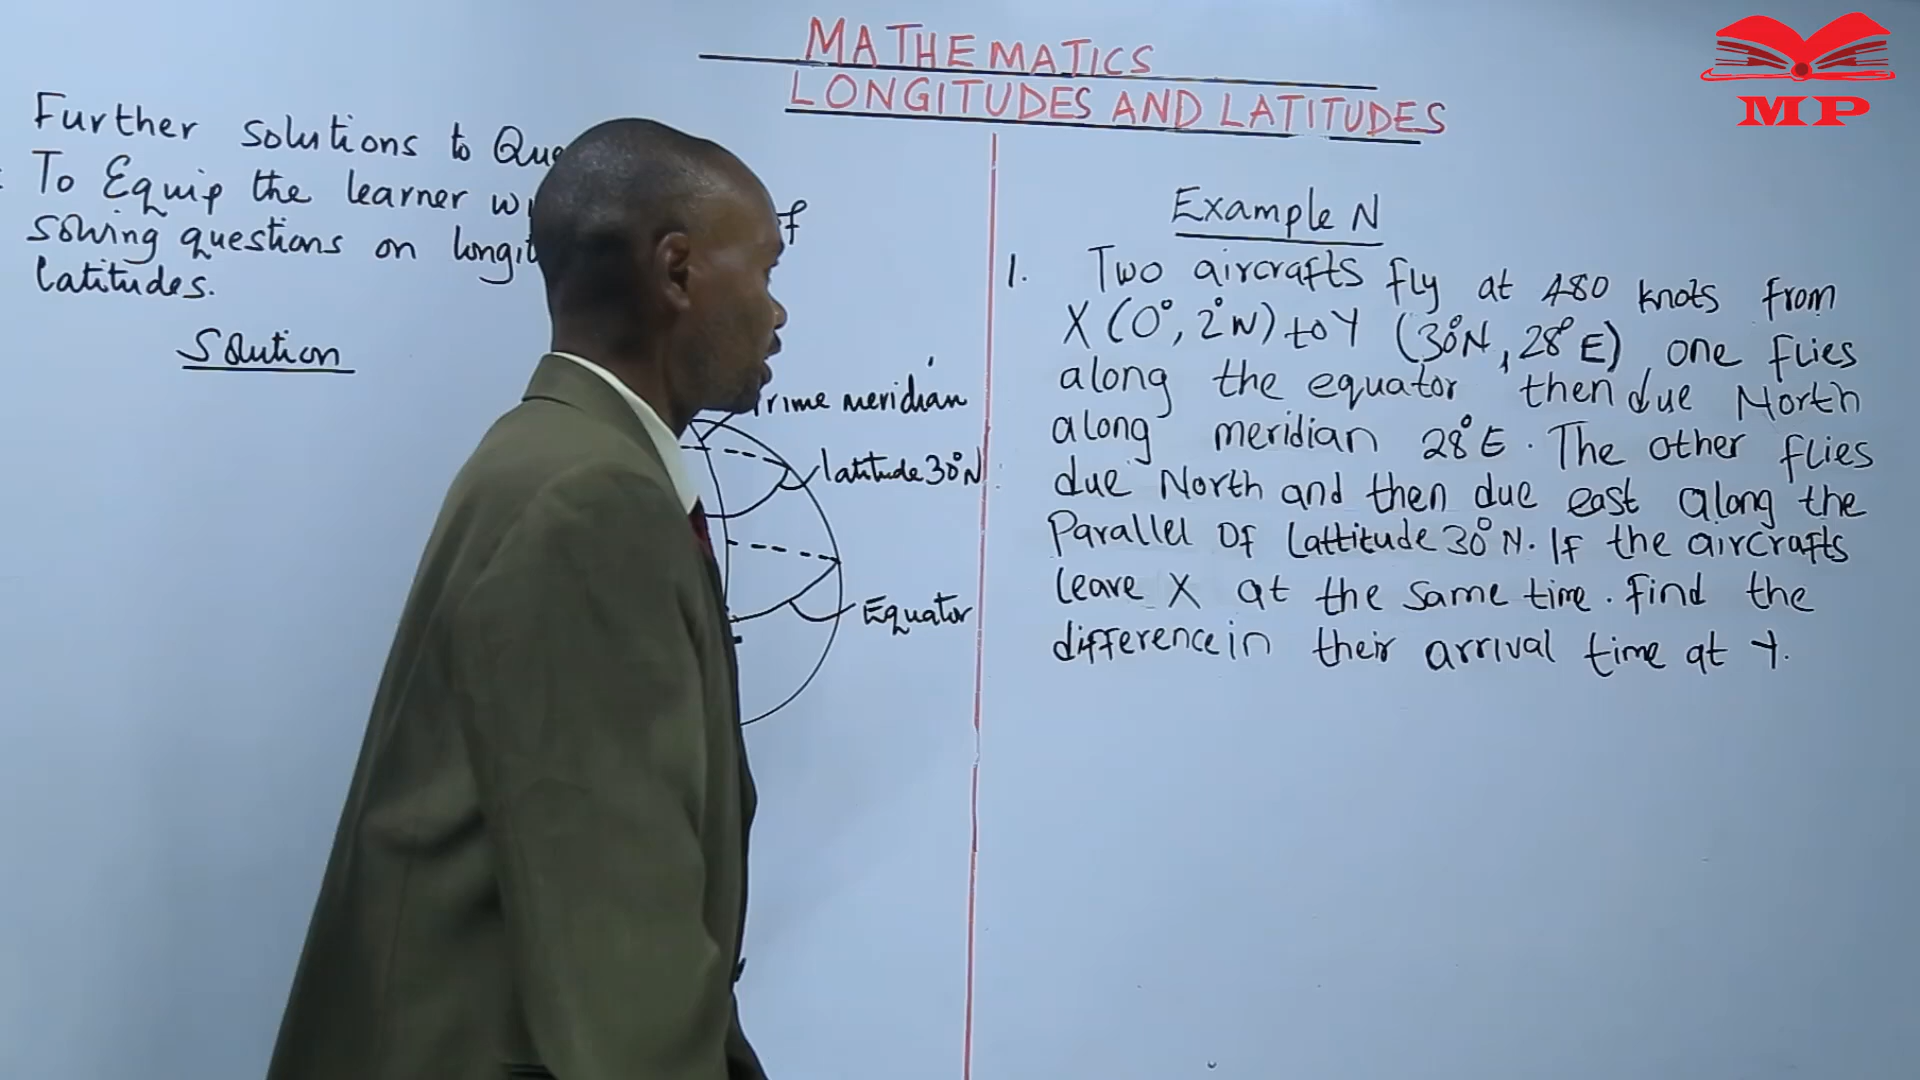 MATHEMATICS
LONGITUDES AND LATITUDES
MP
Further solutions to
: To Equip the learner
solving questions on
latitudes.
Solution
Prime meridian
latitude 30°N
Equator
Example N
1. Two aircrafts fly at 480 knots from
X (0°, 2°W) to Y (30°N, 28°E), one flies
along the equator then due North
along meridian 28°E. The other flies
due North and then due east along the
Parallel Of Lattitude 30°N. If the aircrafts
leave X at the same time. Find the
difference in their arrival time at Y.